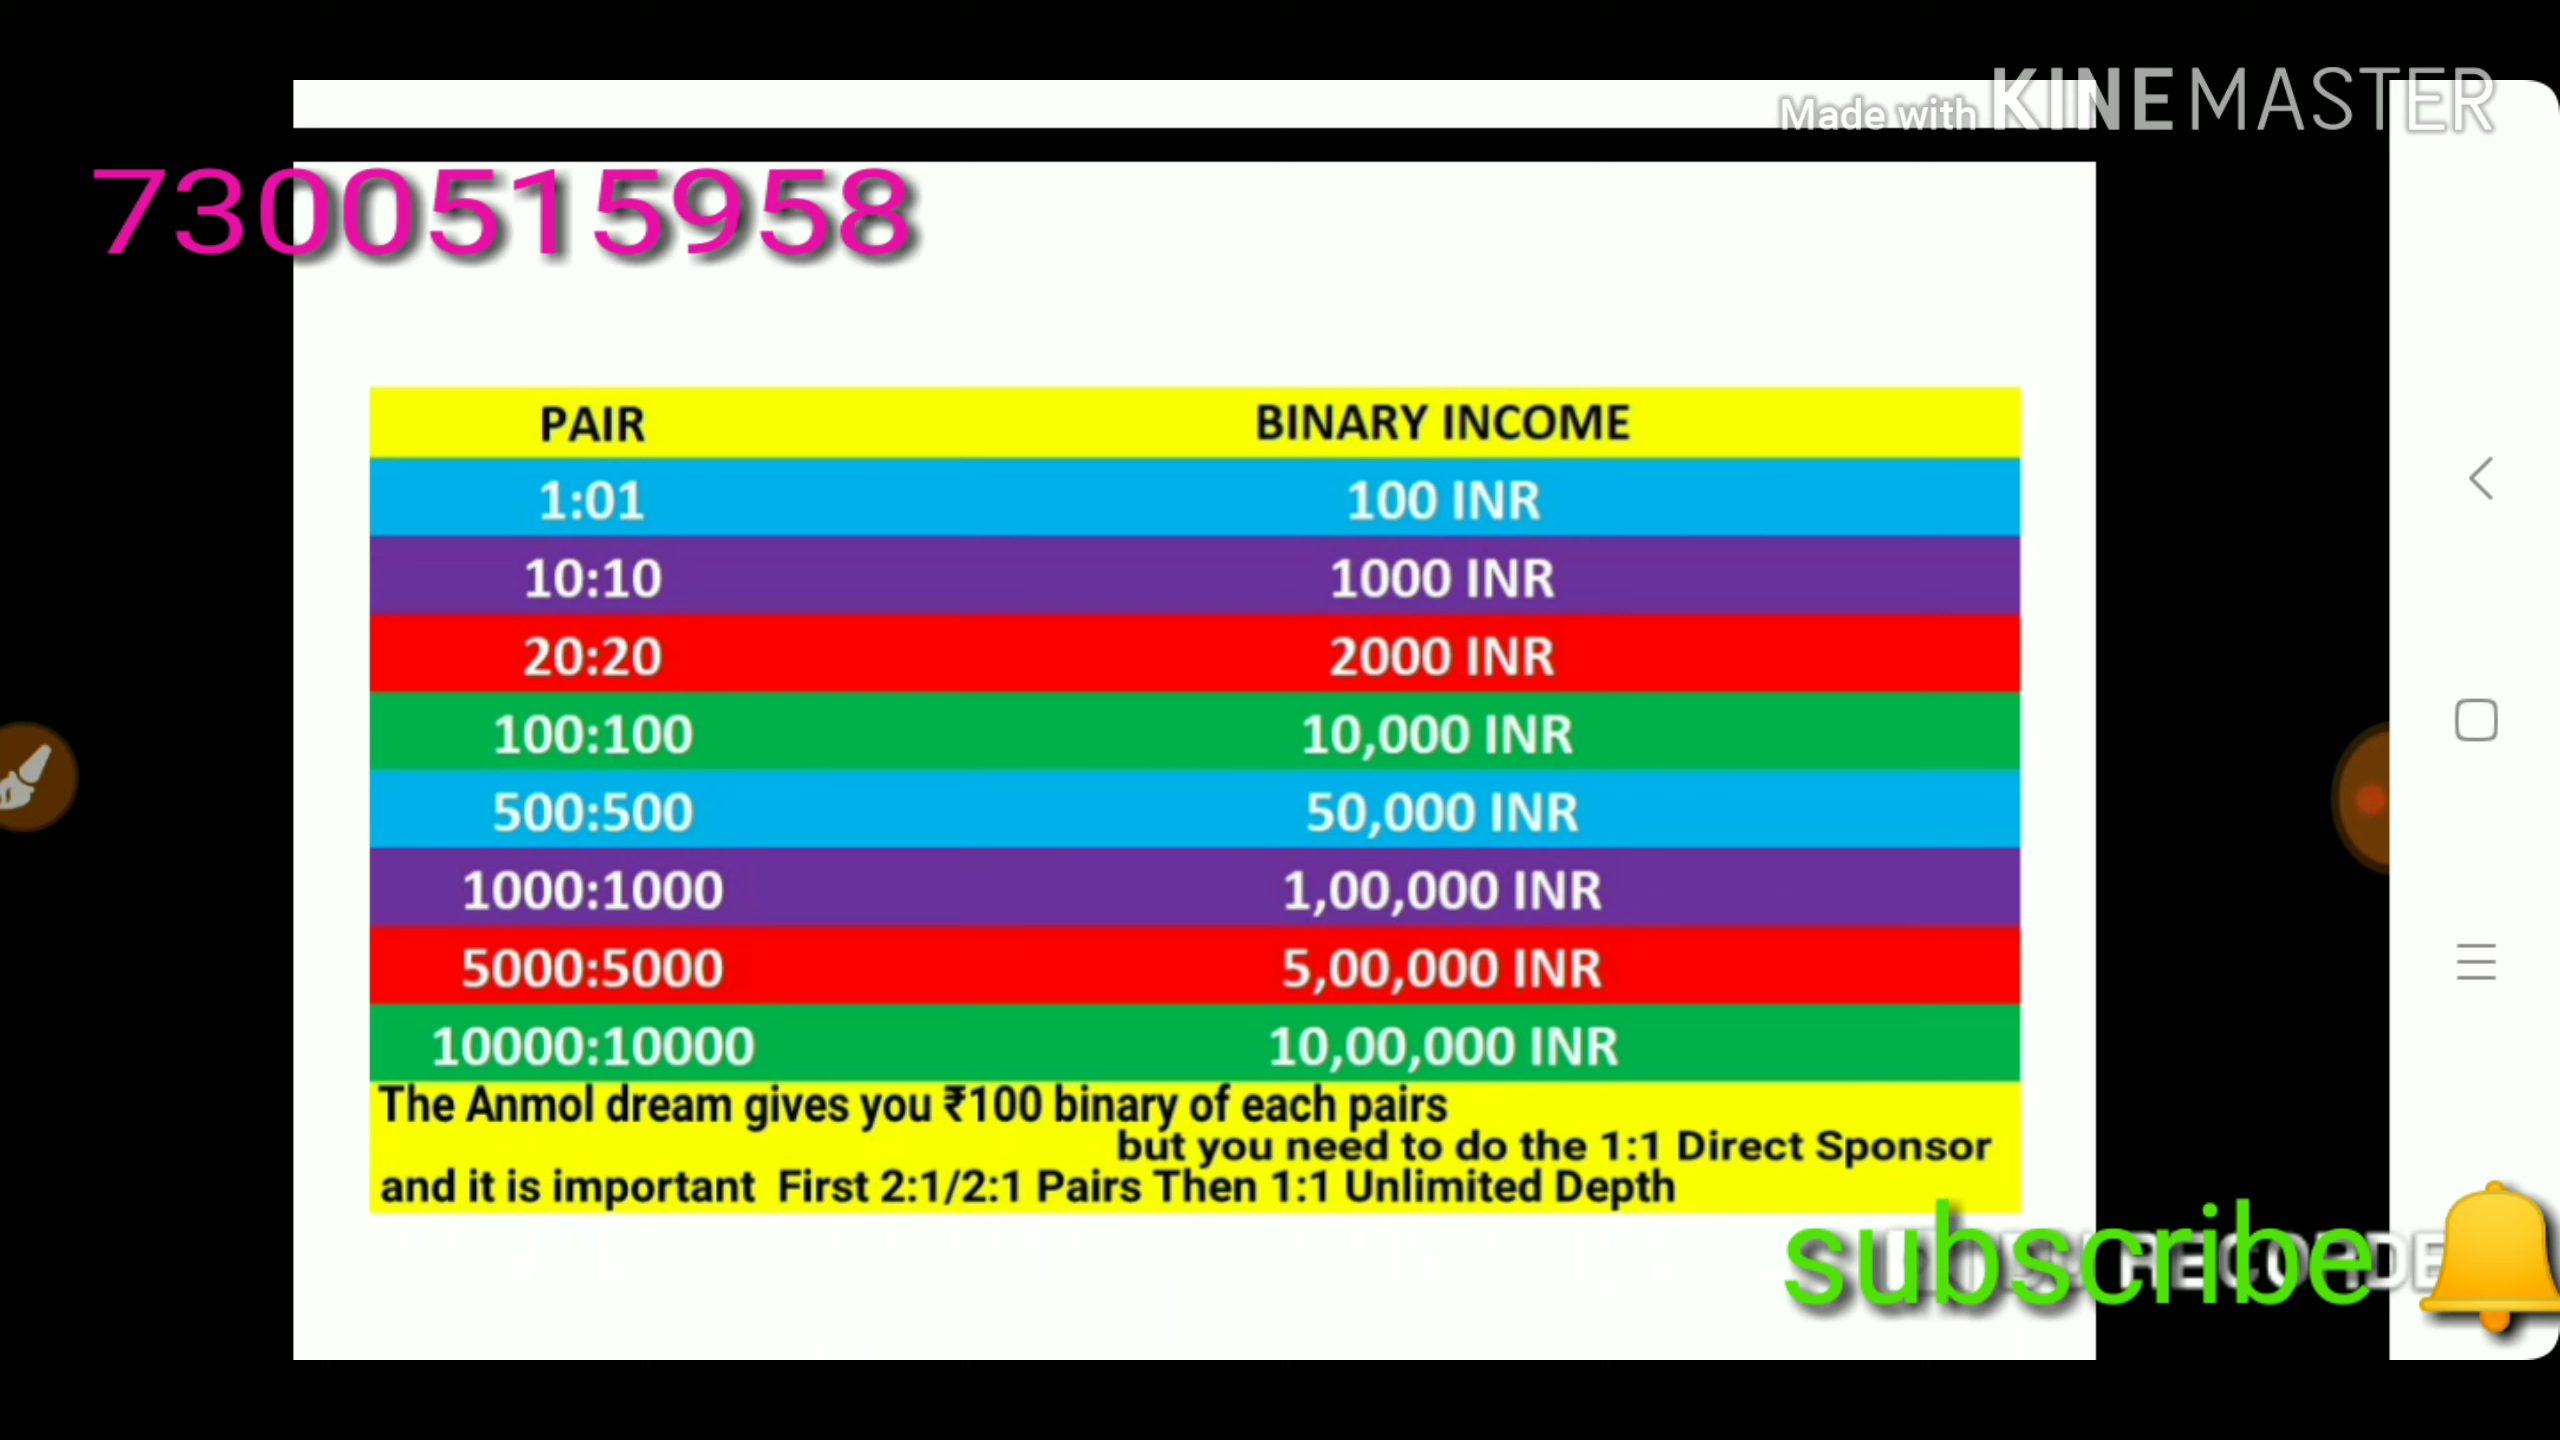 Made with KINEMASTER
7300515958
PAIR BINARY INCOME
1:01 100 INR
10:10 1000 INR
20:20 2000 INR
100:100 10,000 INR
500:500 50,000 INR
1000:1000 1,00,000 INR
5000:5000 5,00,000 INR
10000:10000 10,00,000 INR
The Anmol dream gives you ₹100 binary of each pairs
but you need to do the 1:1 Direct Sponsor
and it is important First 2:1/2:1 Pairs Then 1:1 Unlimited Depth
subscribe